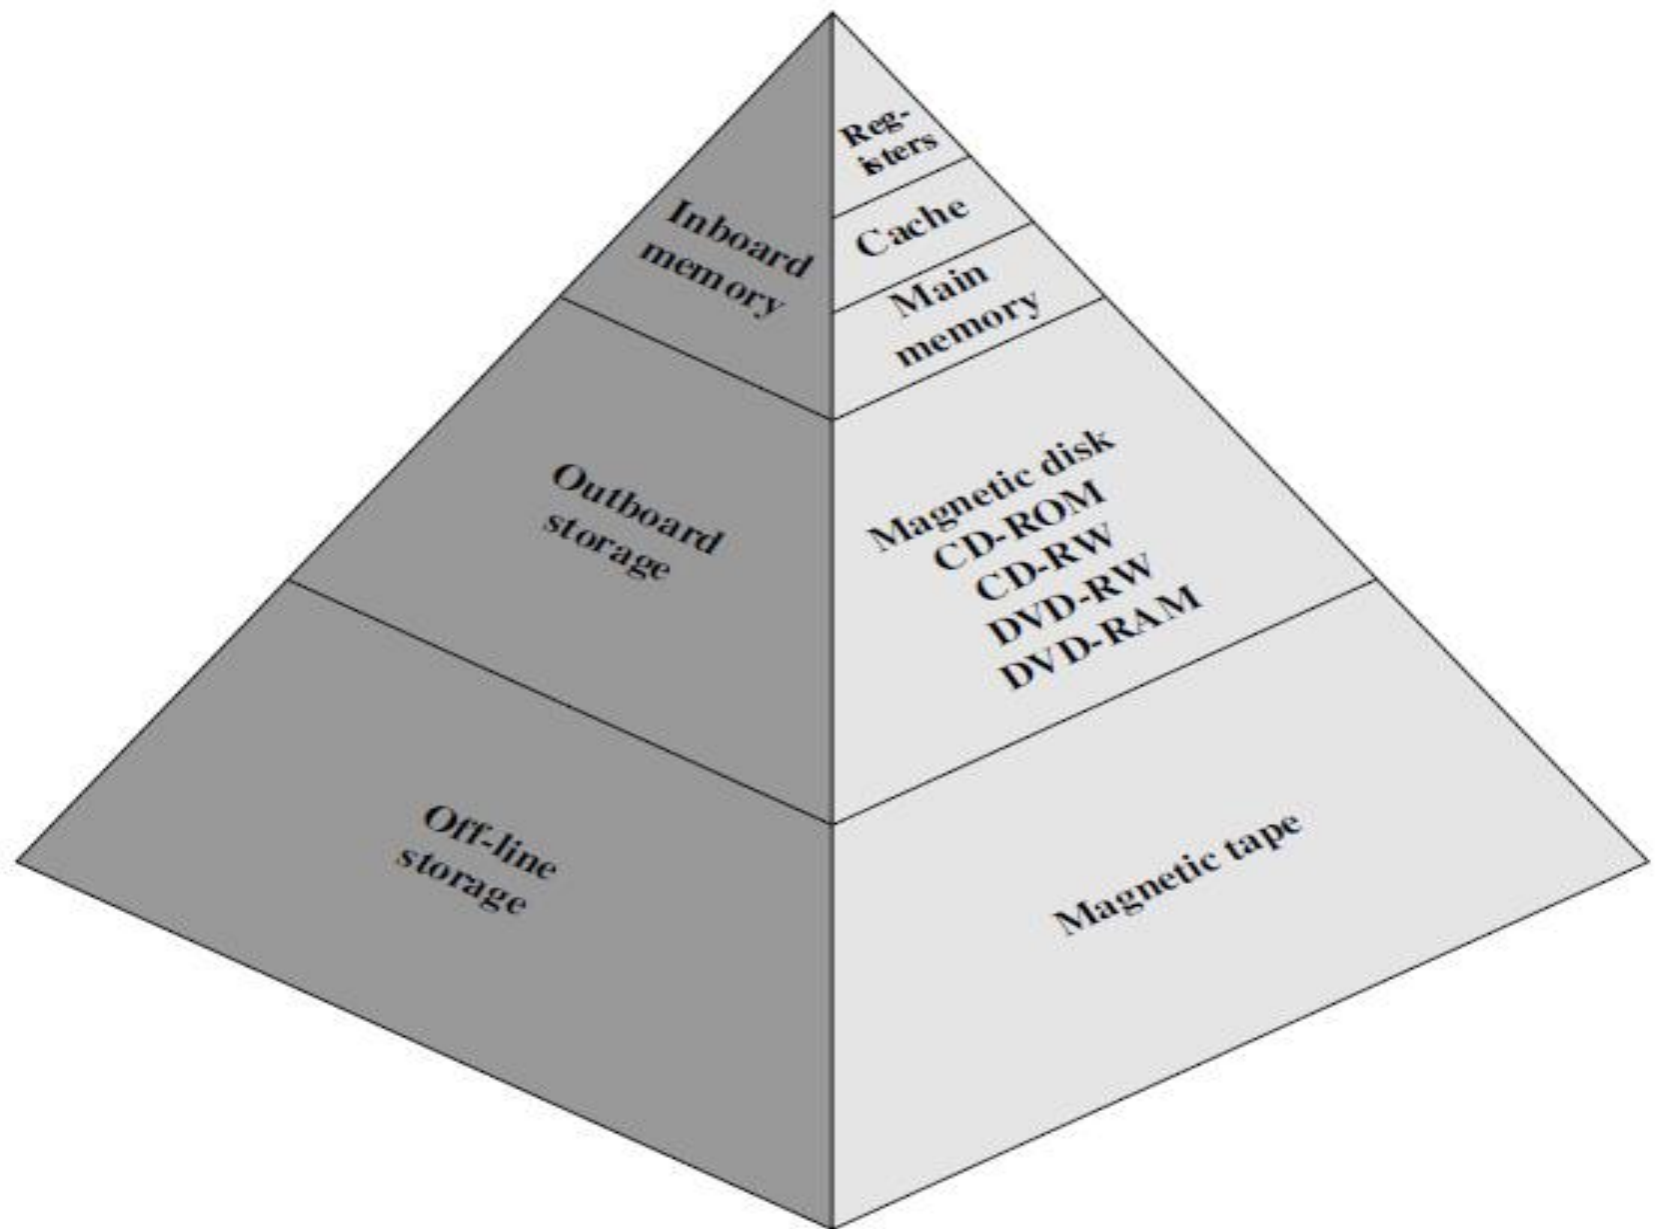 Inboard
memory
Reg-
isters
Cache
Main
memory
Outboard
storage
Magnetic disk
CD-ROM
CD-RW
DVD-RW
DVD-RAM
Off-line
storage
Magnetic tape